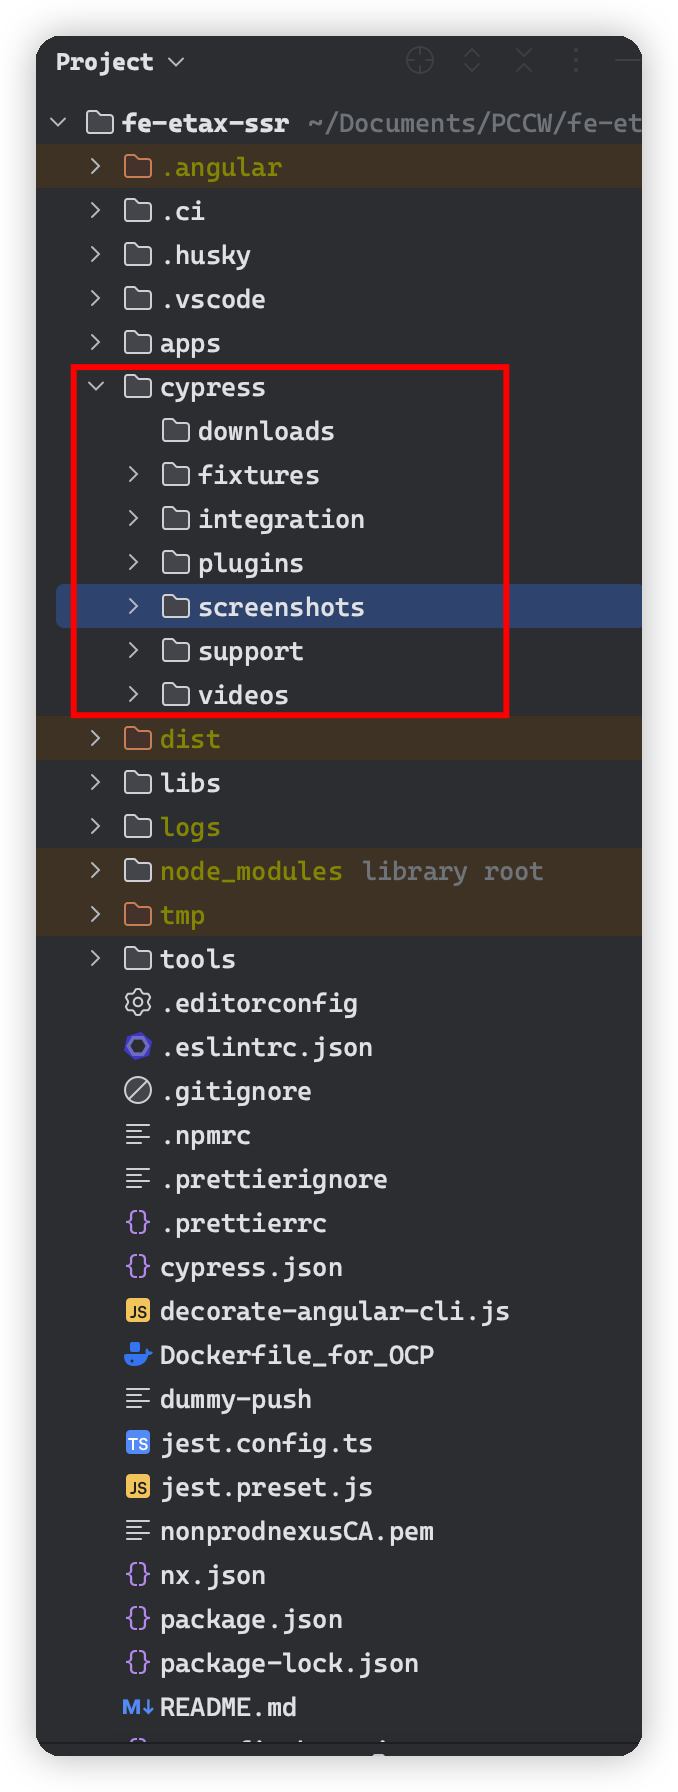 Project
fe-etax-ssr ~/Documents/PCCW/fe-et
.angular
.ci
.husky
.vscode
apps
cypress
downloads
fixtures
integration
plugins
screenshots
support
videos
dist
libs
logs
node_modules library root
tmp
tools
.editorconfig
.eslintrc.json
.gitignore
.npmrc
.prettierignore
{} .prettierrc
{} cypress.json
JS decorate-angular-cli.js
Dockerfile_for_OCP
dummy-push
TS jest.config.ts
JS jest.preset.js
nonprodnexusCA.pem
{} nx.json
{} package.json
{} package-lock.json
M↓ README.md